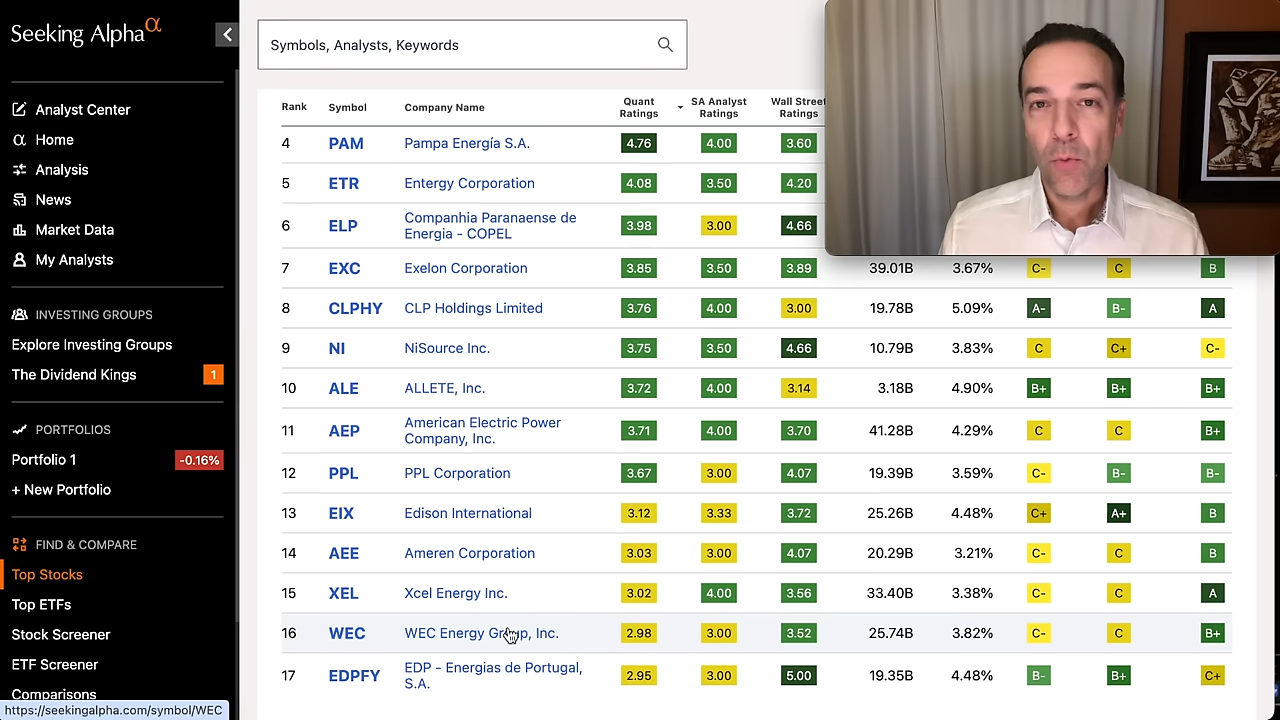 Seeking Alpha α
Symbols, Analysts, Keywords
Analyst Center
Home
Analysis
News
Market Data
My Analysts
INVESTING GROUPS
Explore Investing Groups
The Dividend Kings 1
PORTFOLIOS
Portfolio 1 -0.16%
+ New Portfolio
FIND & COMPARE
Top Stocks
Top ETFs
Stock Screener
ETF Screener
Comparisons
https://seekingalpha.com/symbol/WEC
Rank Symbol Company Name Quant Ratings SA Analyst Ratings Wall Street Ratings
4 PAM Pampa Energía S.A. 4.76 4.00 3.60
5 ETR Entergy Corporation 4.08 3.50 4.20
6 ELP Companhia Paranaense de
Energia - COPEL 3.98 3.00 4.66
7 EXC Exelon Corporation 3.85 3.50 3.89 39.01B 3.67% C- C B
8 CLPHY CLP Holdings Limited 3.76 4.00 3.00 19.78B 5.09% A- B- A
9 NI NiSource Inc. 3.75 3.50 4.66 10.79B 3.83% C C+ C-
10 ALE ALLETE, Inc. 3.72 4.00 3.14 3.18B 4.90% B+ B+ B+
11 AEP American Electric Power
Company, Inc. 3.71 4.00 3.70 41.28B 4.29% C C B+
12 PPL PPL Corporation 3.67 3.00 4.07 19.39B 3.59% C- B- B-
13 EIX Edison International 3.12 3.33 3.72 25.26B 4.48% C+ A+ B
14 AEE Ameren Corporation 3.03 3.00 4.07 20.29B 3.21% C- C B
15 XEL Xcel Energy Inc. 3.02 4.00 3.56 33.40B 3.38% C- C A
16 WEC WEC Energy Group, Inc. 2.98 3.00 3.52 25.74B 3.82% C- C B+
17 EDPFY EDP - Energias de Portugal,
S.A. 2.95 3.00 5.00 19.35B 4.48% B- B+ C+